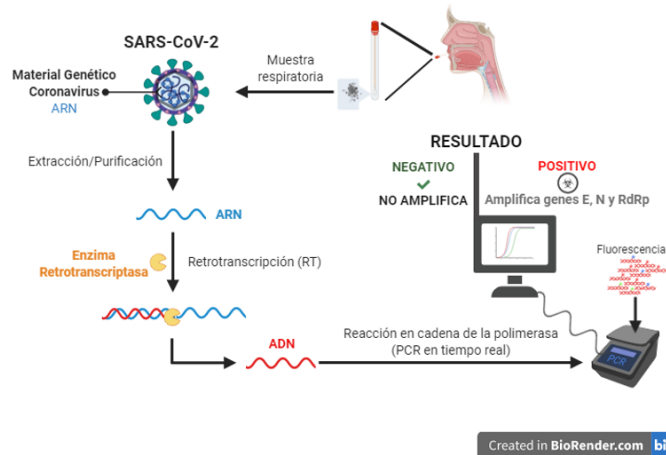 SARS-CoV-2
Muestra
respiratoria
Material Genético
Coronavirus
ARN
Extracción/Purificación
ARN
Enzima
Retrotranscriptasa
Retrotranscripción (RT)
ADN
Reacción en cadena de la polimerasa
(PCR en tiempo real)
RESULTADO
NEGATIVO
NO AMPLIFICA
POSITIVO
Amplifica genes E, N y RdRp
Fluorescencia
PCR
Created in BioRender.com bi